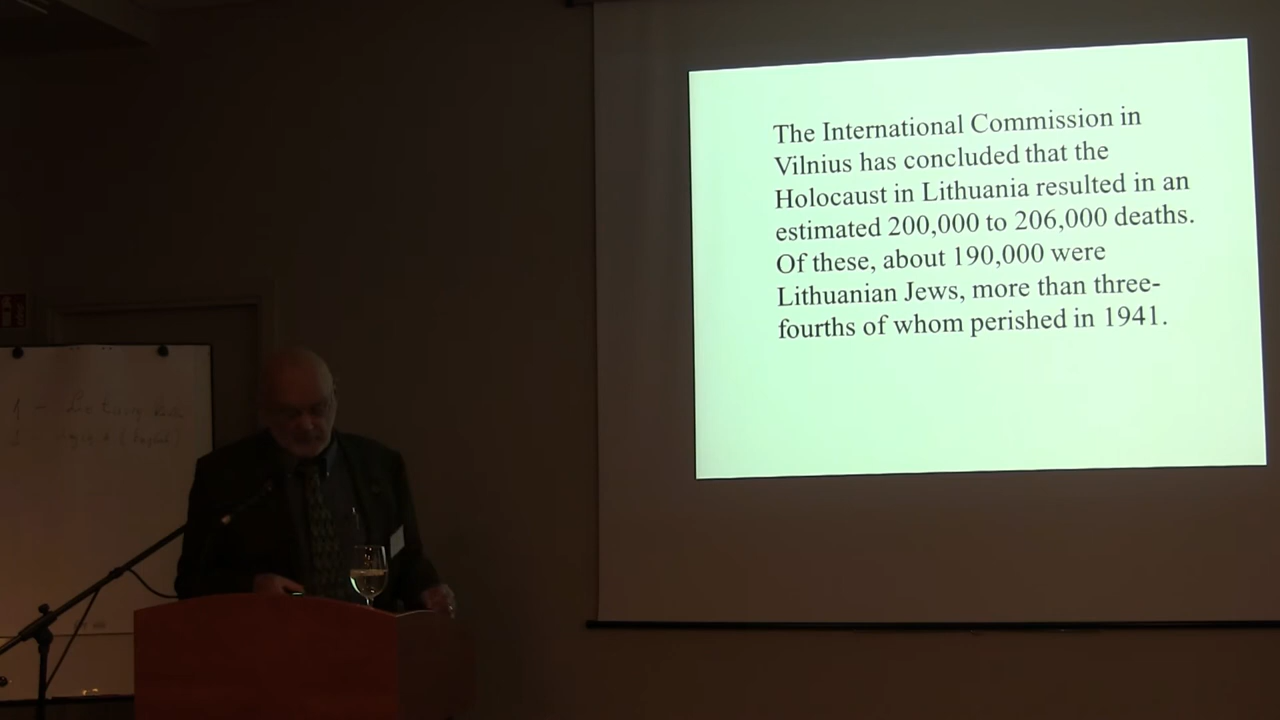 The International Commission in
Vilnius has concluded that the
Holocaust in Lithuania resulted in an
estimated 200,000 to 206,000 deaths.
Of these, about 190,000 were
Lithuanian Jews, more than three-
fourths of whom perished in 1941.